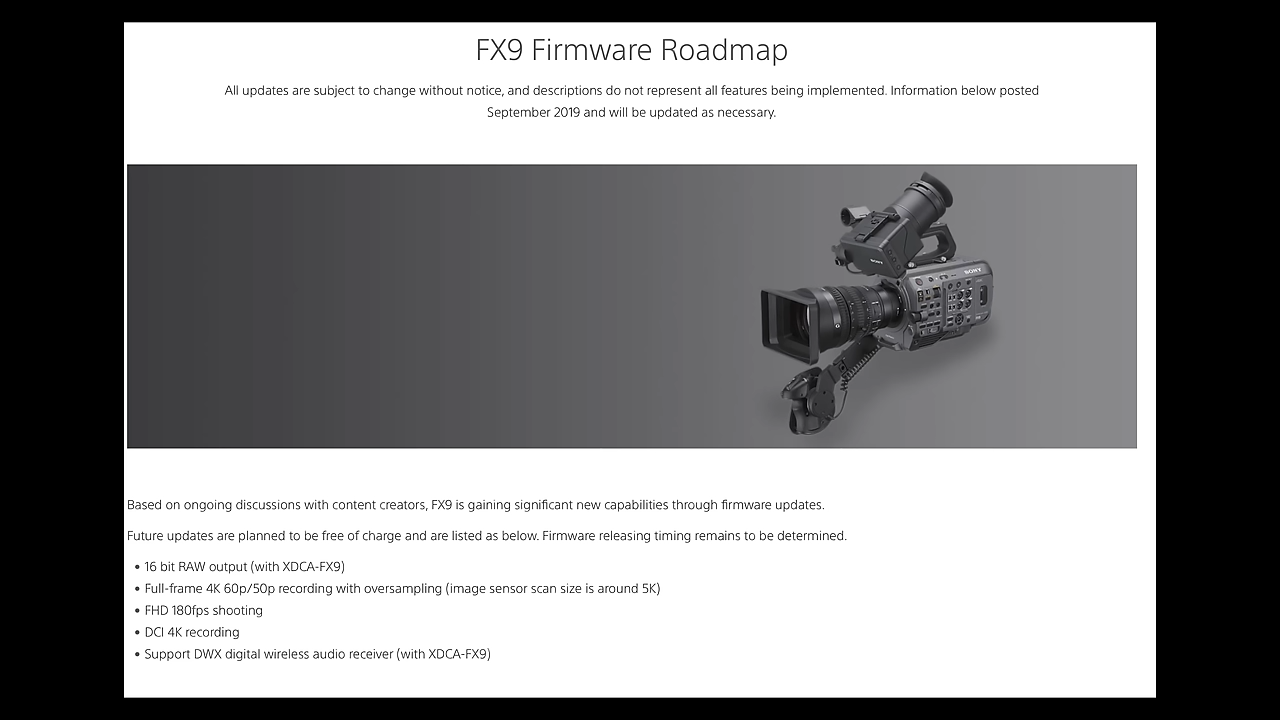 FX9 Firmware Roadmap
All updates are subject to change without notice, and descriptions do not represent all features being implemented. Information below posted
September 2019 and will be updated as necessary.
SONY
SONY
Based on ongoing discussions with content creators, FX9 is gaining significant new capabilities through firmware updates.
Future updates are planned to be free of charge and are listed as below. Firmware releasing timing remains to be determined.
• 16 bit RAW output (with XDCA-FX9)
• Full-frame 4K 60p/50p recording with oversampling (image sensor scan size is around 5K)
• FHD 180fps shooting
• DCI 4K recording
• Support DWX digital wireless audio receiver (with XDCA-FX9)